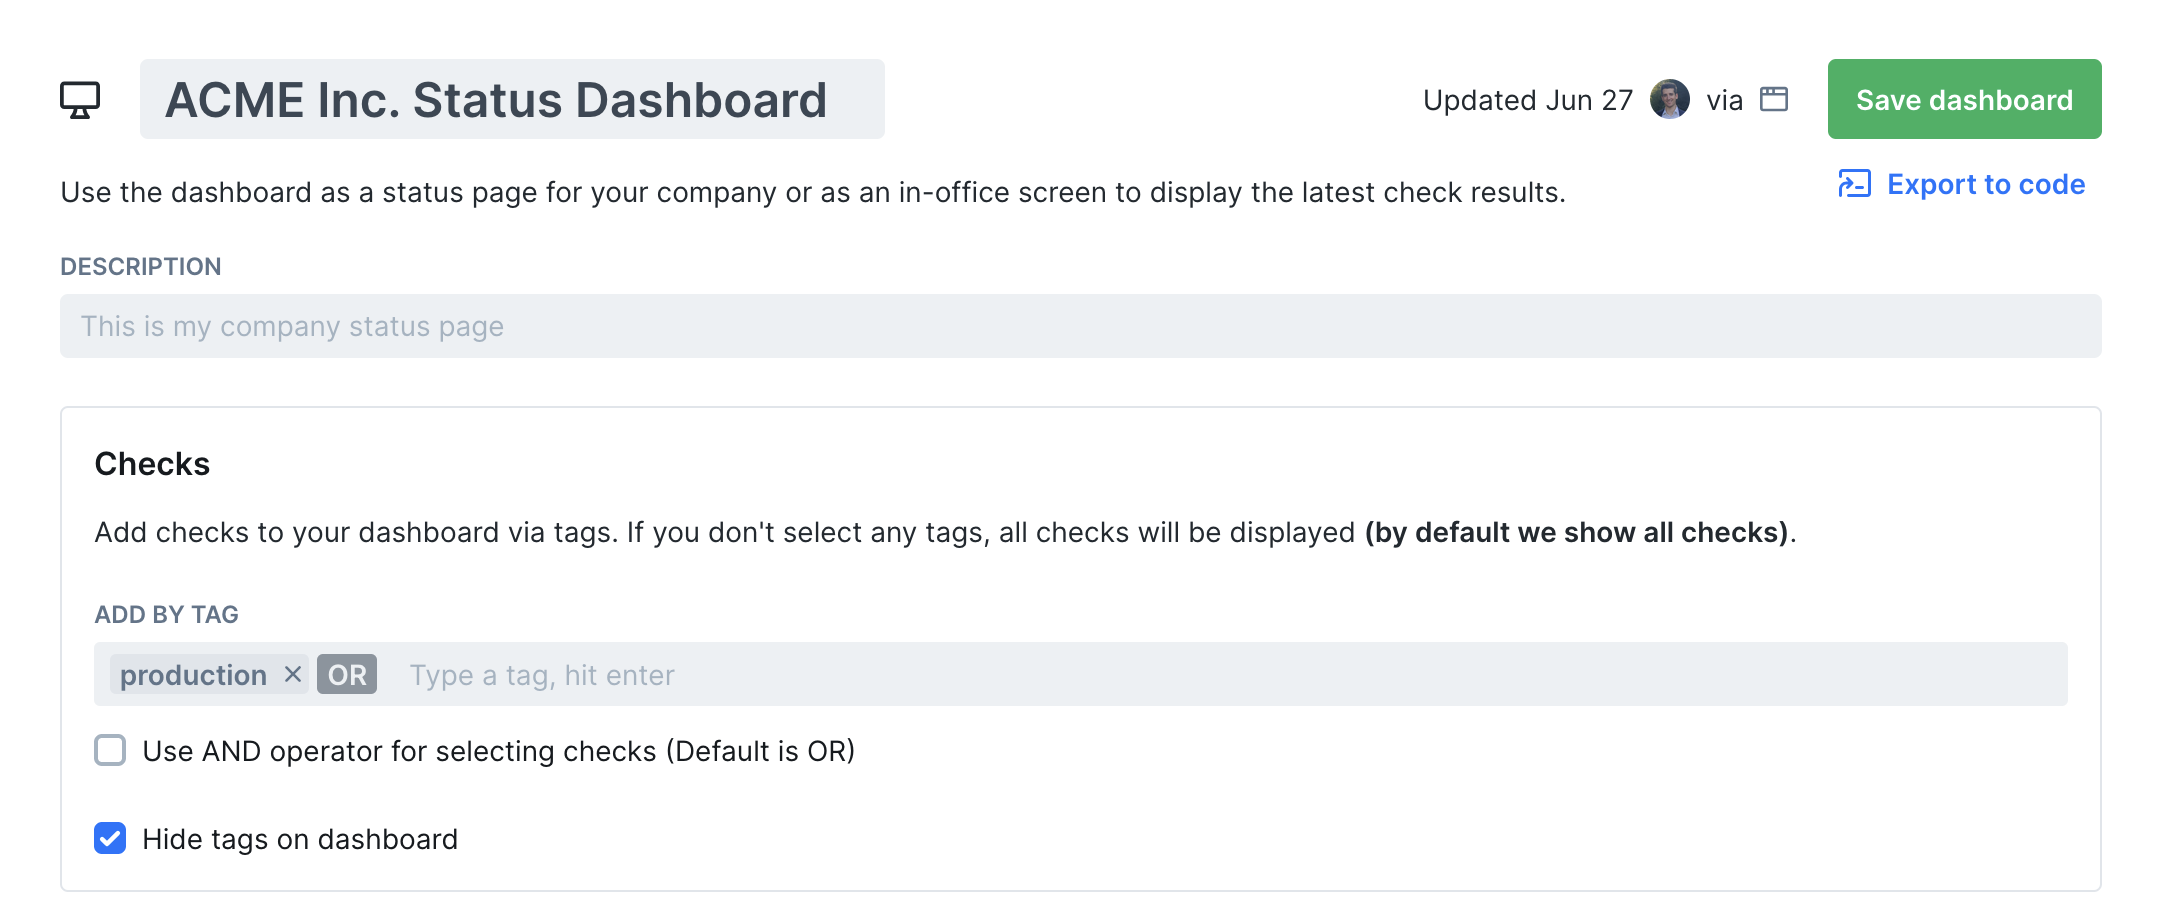 ACME Inc. Status Dashboard
Updated Jun 27 via
Save dashboard
Use the dashboard as a status page for your company or as an in-office screen to display the latest check results.
Export to code
DESCRIPTION
This is my company status page
Checks
Add checks to your dashboard via tags. If you don't select any tags, all checks will be displayed (by default we show all checks).
ADD BY TAG
production × OR Type a tag, hit enter
Use AND operator for selecting checks (Default is OR)
Hide tags on dashboard